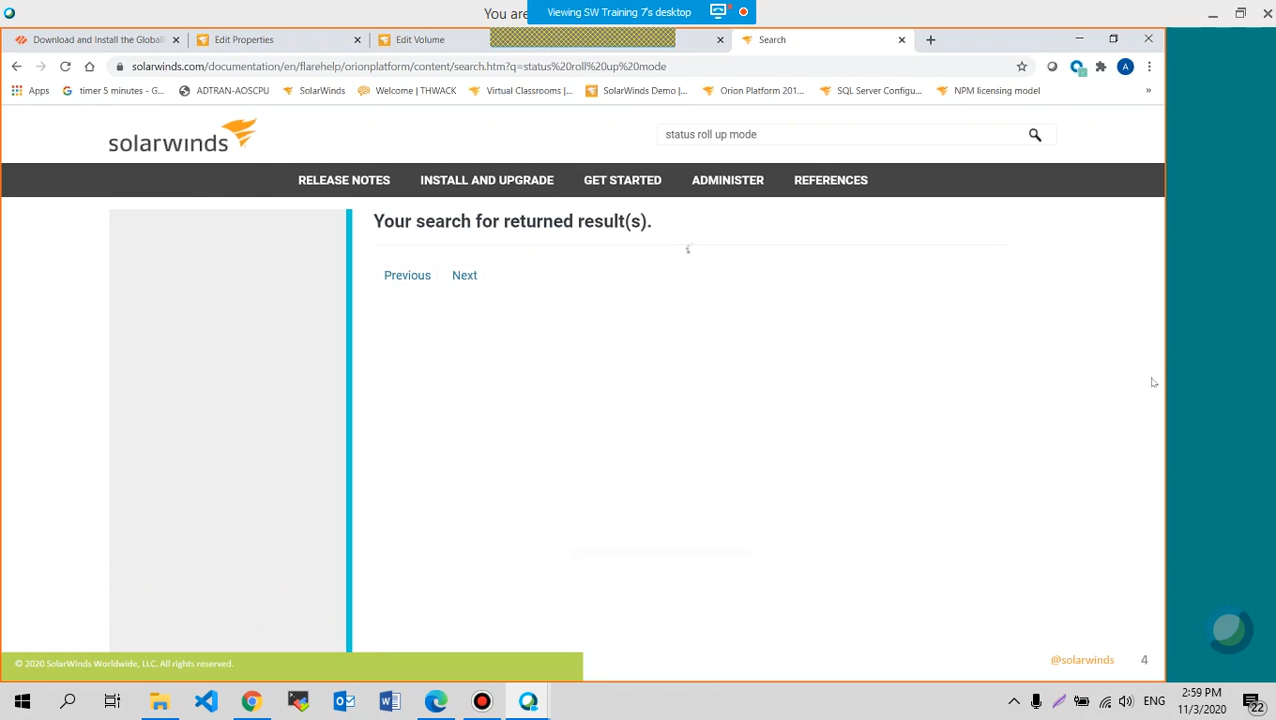 You are
Viewing SW Training 7's desktop
Download and Install the Globall
Edit Properties
Edit Volume
Search
solarwinds.com/documentation/en/flarehelp/orionplatform/content/search.htm?q=status%20roll%20up%20mode
A
Apps
timer 5 minutes - G...
ADTRAN-AOSCPU
SolarWinds
Welcome | THWACK
Virtual Classrooms |...
SolarWinds Demo |...
Orion Platform 201...
SQL Server Configu...
NPM licensing model
»
solarwinds
status roll up mode
RELEASE NOTES
INSTALL AND UPGRADE
GET STARTED
ADMINISTER
REFERENCES
Your search for returned result(s).
Previous
Next
© 2020 SolarWinds Worldwide, LLC. All rights reserved.
@solarwinds
4
ENG
2:59 PM
11/3/2020
22